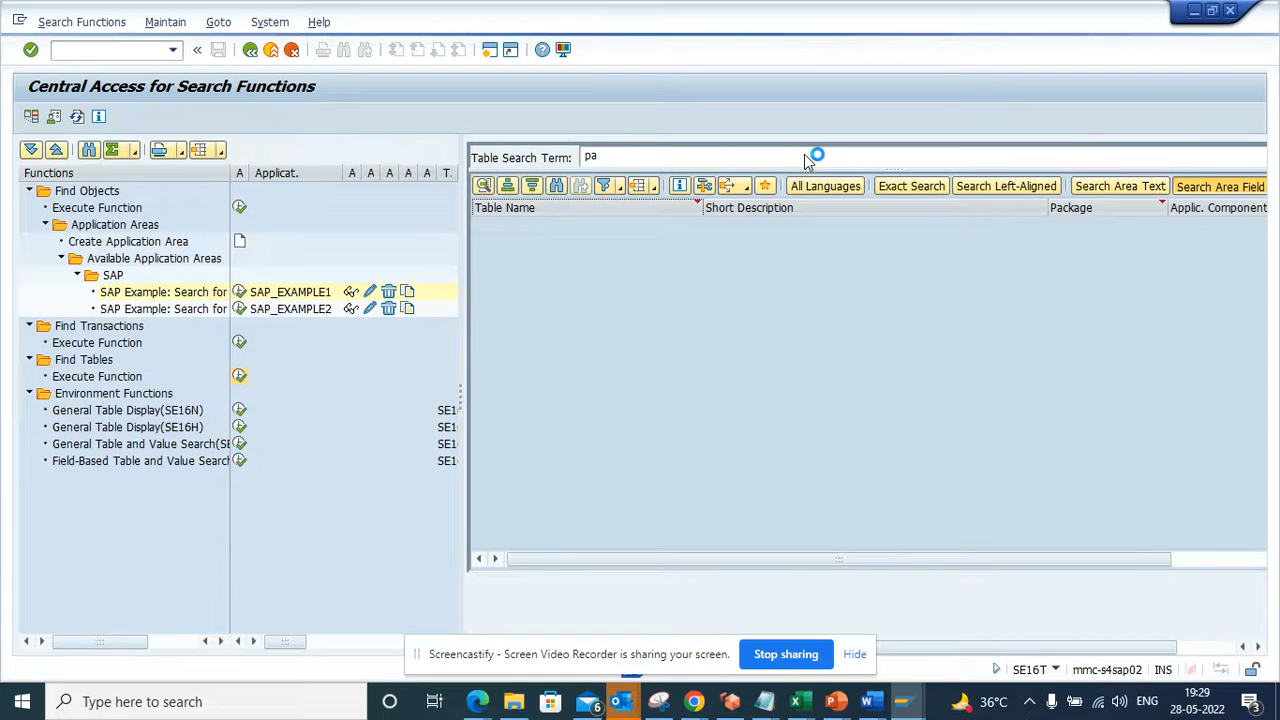 Search Functions Maintain Goto System Help
Central Access for Search Functions
Table Search Term: pa
All Languages Exact Search Search Left-Aligned Search Area Text Search Area Field
Functions A Applicat. A A A A T.
Table Name Short Description Package Applic. Component
Find Objects
Execute Function
Application Areas
Create Application Area
Available Application Areas
SAP
SAP Example: Search for SAP_EXAMPLE1
SAP Example: Search for SAP_EXAMPLE2
Find Transactions
Execute Function
Find Tables
Execute Function
Environment Functions
General Table Display(SE16N) SE1
General Table Display(SE16H) SE1
General Table and Value Search(SE SE1
Field-Based Table and Value Search SE1
Screencastify - Screen Video Recorder is sharing your screen. Stop sharing Hide
SE16T mmc-s4sap02 INS
Type here to search
6
36°C
ENG
19:29
28-05-2022
3